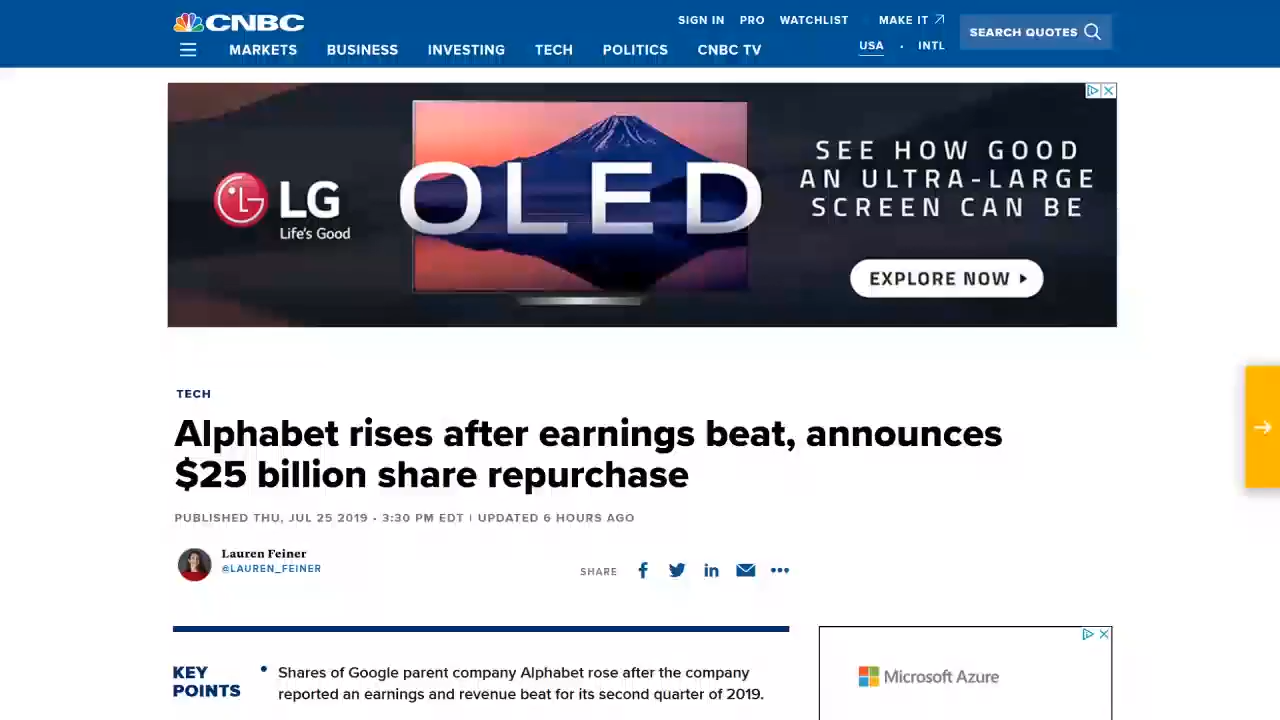 CNBC
SIGN IN PRO WATCHLIST MAKE IT
SEARCH QUOTES
MARKETS BUSINESS INVESTING TECH POLITICS CNBC TV
USA · INTL
LG
Life's Good
OLED
SEE HOW GOOD
AN ULTRA-LARGE
SCREEN CAN BE
EXPLORE NOW
TECH
Alphabet rises after earnings beat, announces
$25 billion share repurchase
PUBLISHED THU, JUL 25 2019 • 3:30 PM EDT | UPDATED 6 HOURS AGO
Lauren Feiner
@LAUREN_FEINER
SHARE
KEY
POINTS
• Shares of Google parent company Alphabet rose after the company
reported an earnings and revenue beat for its second quarter of 2019.
Microsoft Azure